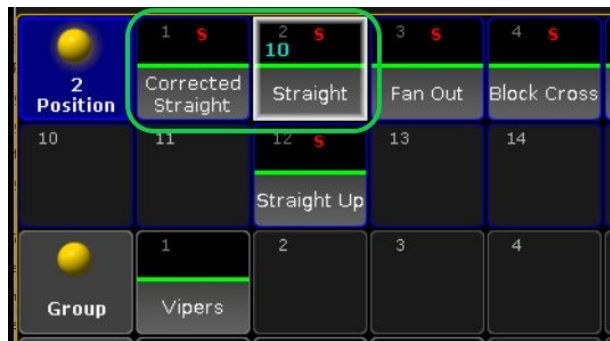 1 S
2 S
10
3 S
4 S
2
Position
Corrected
Straight
Straight
Fan Out
Block Cross
10
11
12 S
13
14
Straight Up
1
2
3
4
Group
Vipers